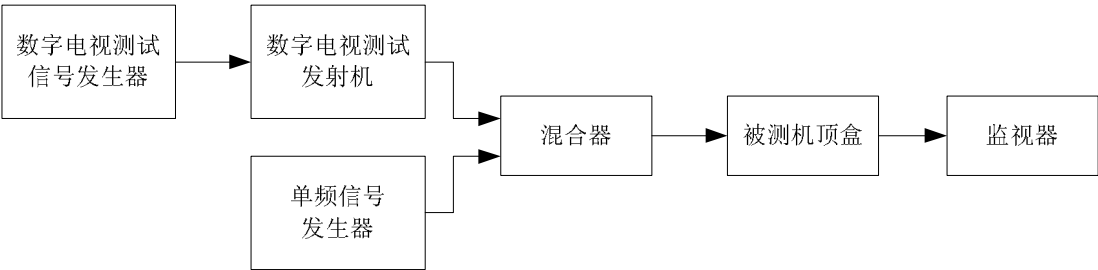 数字电视测试
信号发生器
数字电视测试
发射机
单频信号
发生器
混合器
被测机顶盒
监视器